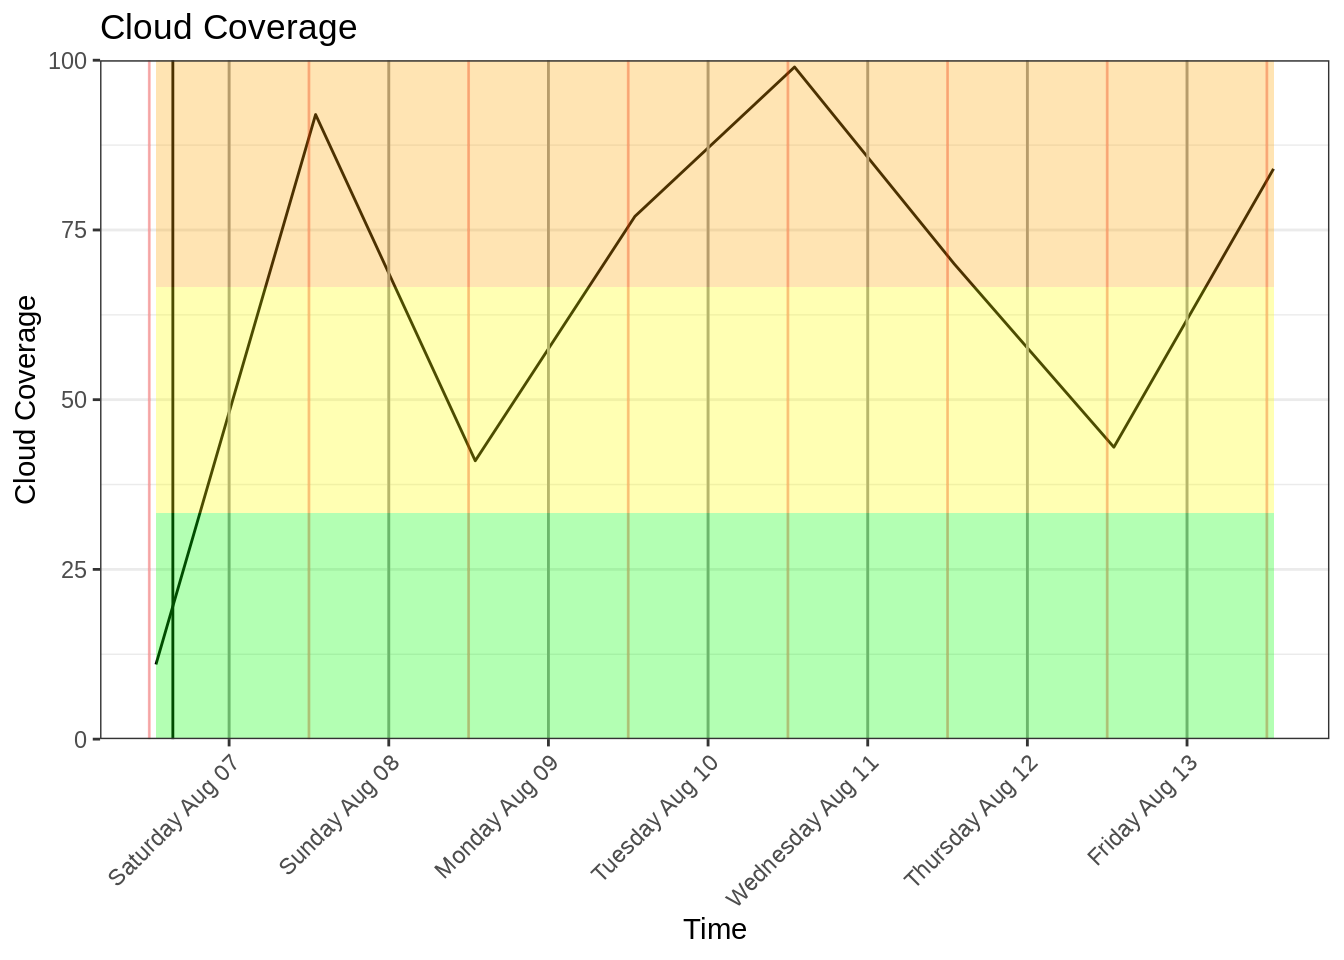 Cloud Coverage
100
75
50
25
0
Cloud Coverage
Saturday Aug 07
Sunday Aug 08
Monday Aug 09
Tuesday Aug 10
Wednesday Aug 11
Thursday Aug 12
Friday Aug 13
Time